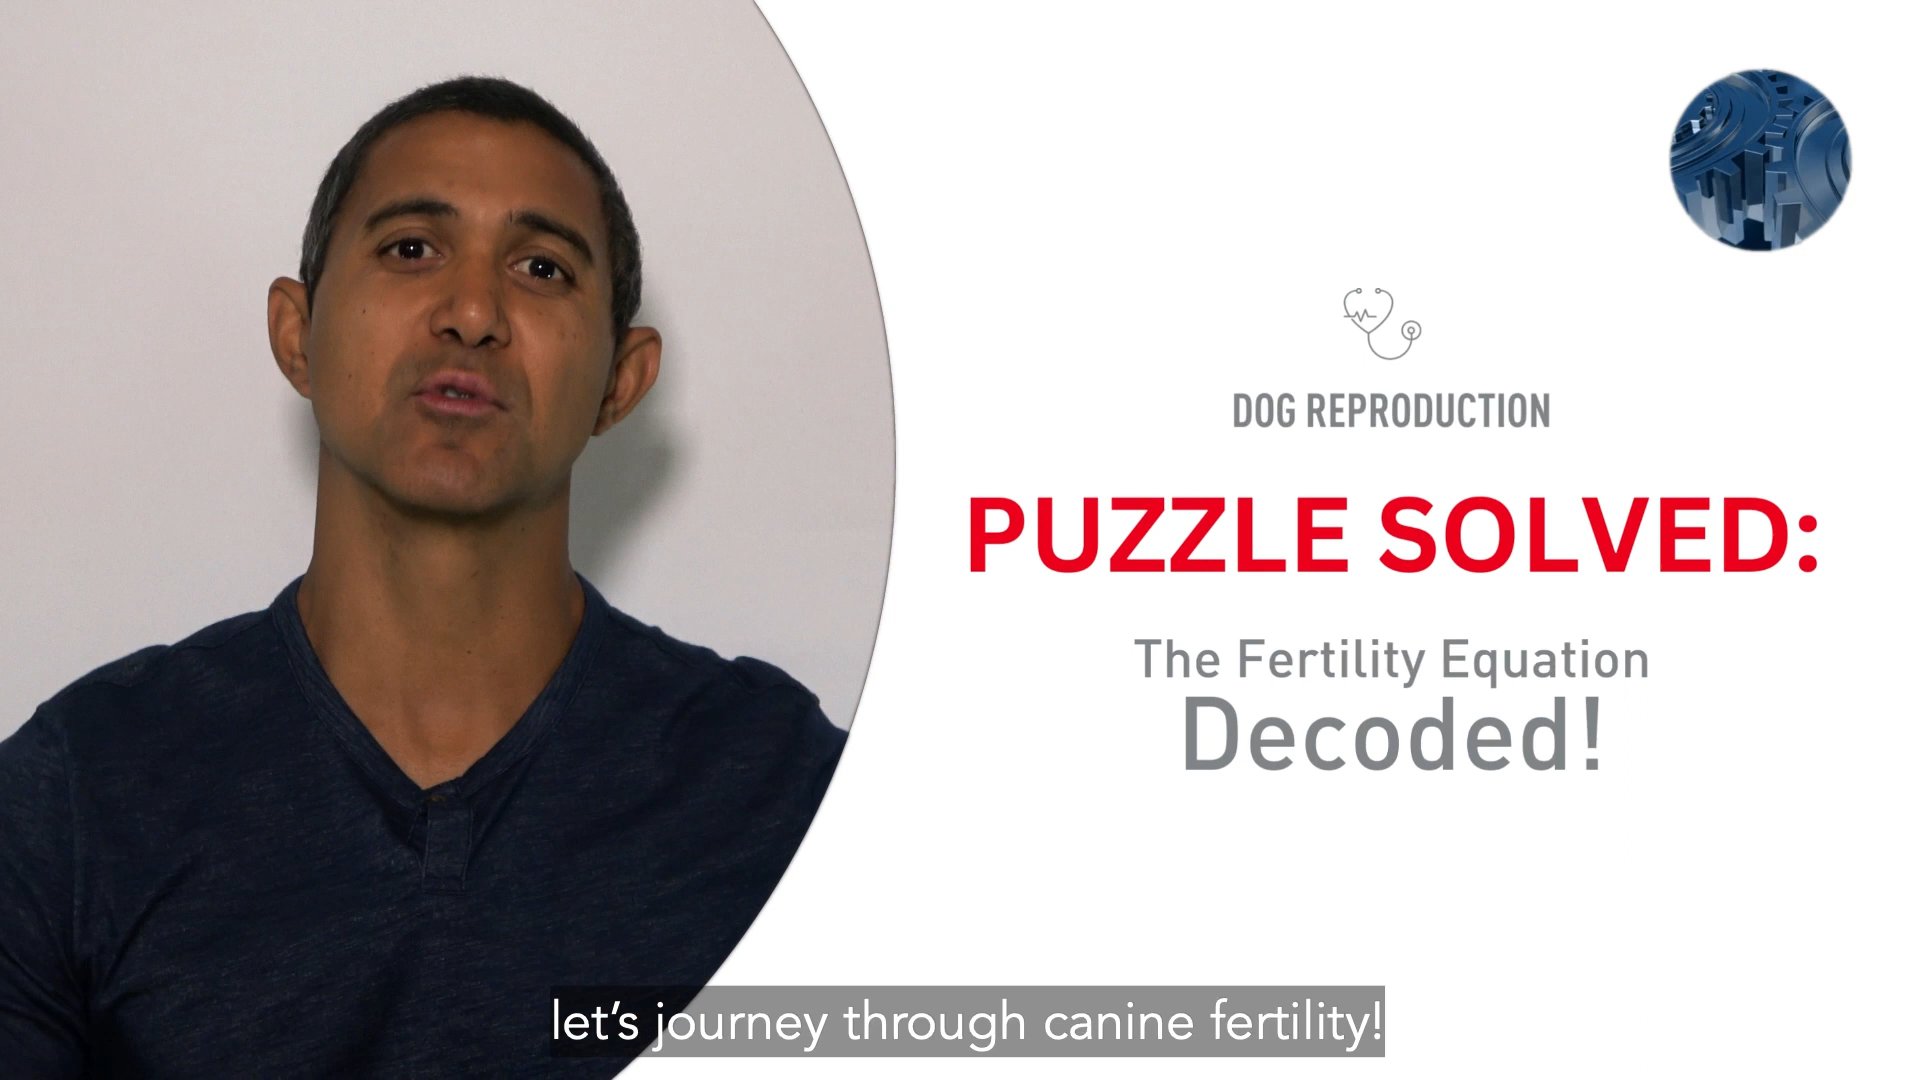 DOG REPRODUCTION
PUZZLE SOLVED:
The Fertility Equation
Decoded!
let’s journey through canine fertility!